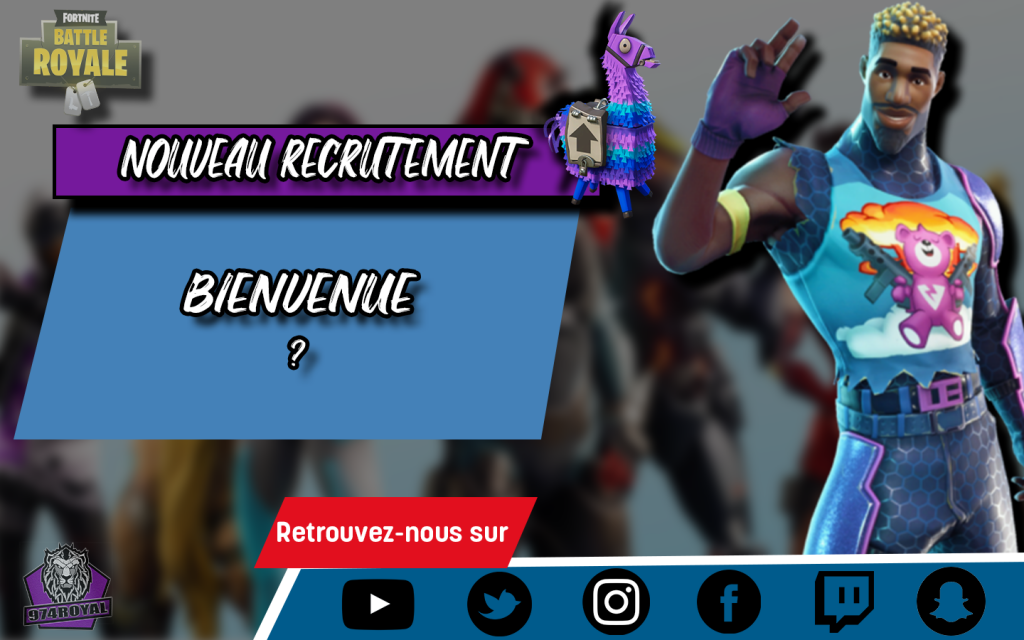 FORTNITE
BATTLE
ROYALE
NOUVEAU RECRUTEMENT
BIENVENUE
?
Retrouvez-nous sur
974ROYAL